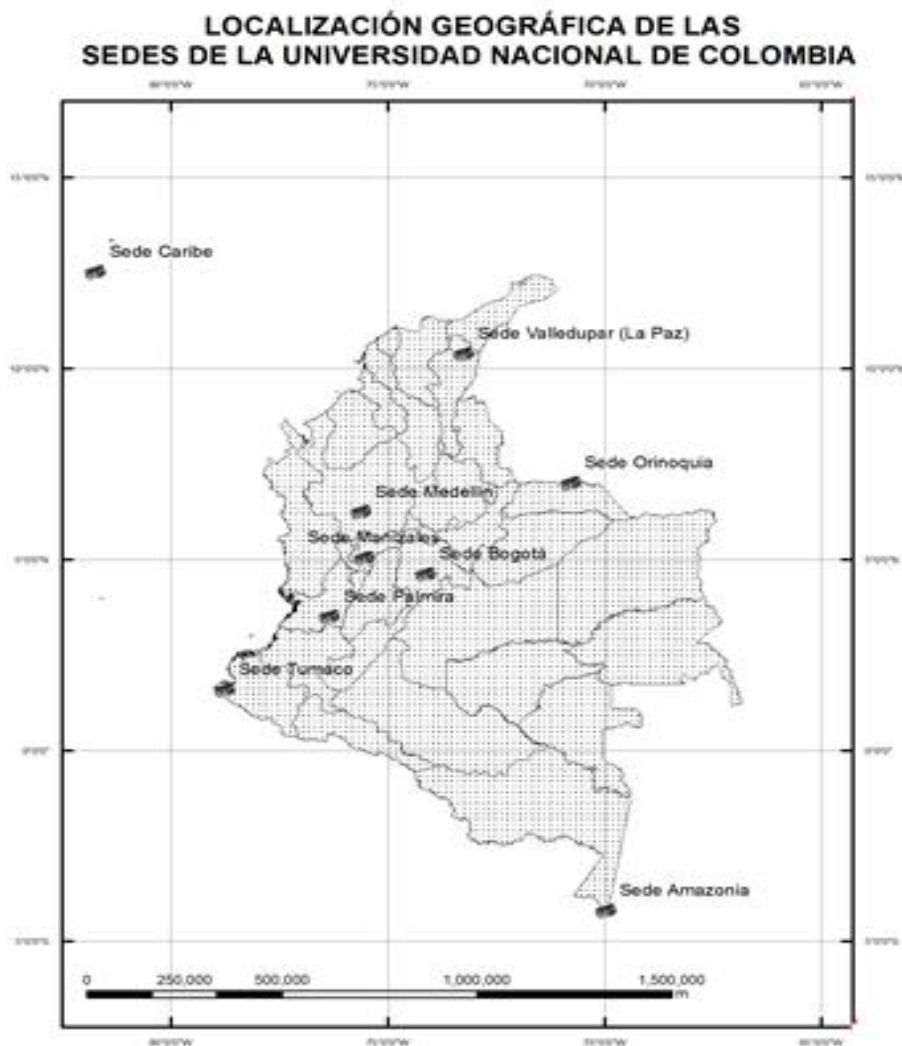 LOCALIZACIÓN GEOGRÁFICA DE LAS
SEDES DE LA UNIVERSIDAD NACIONAL DE COLOMBIA
Sede Caribe
Sede Valledupar (La Paz)
Sede Orinoquia
Sede Medellin
Sede Manizales
Sede Bogotá
Sede Palmira
Sede Tumaco
Sede Amazonia
0 250,000 500,000 1,000,000 1,500,000
m